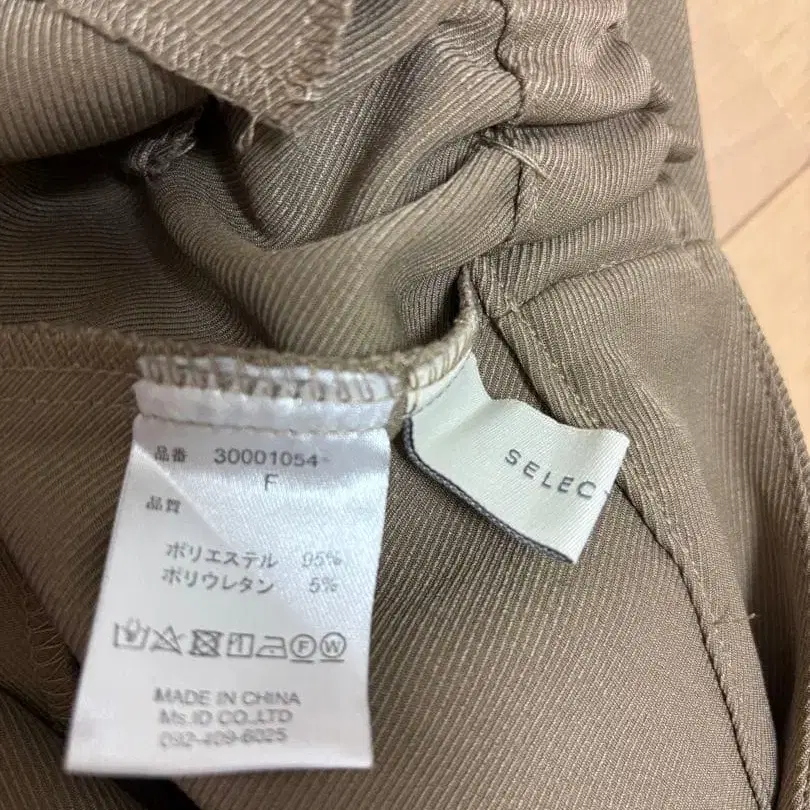 品番 30001054-
F
品質
ポリエステル 95%
ポリウレタン 5%
F W
MADE IN CHINA
Ms.ID CO.,LTD
092-409-6025
SELEC